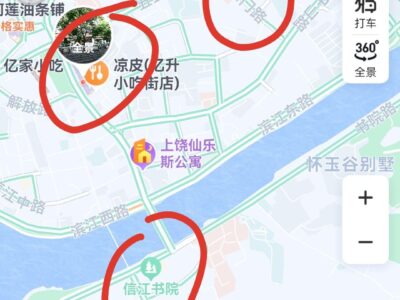 阿莲油条铺
格实惠
全景
亿家小吃
凉皮(亿升
小吃街店)
打车
360°
全景
解放路
滨江东路
书院路
上饶仙乐
斯公寓
怀玉谷别墅
中路
滨江西路
信江书院
+
−